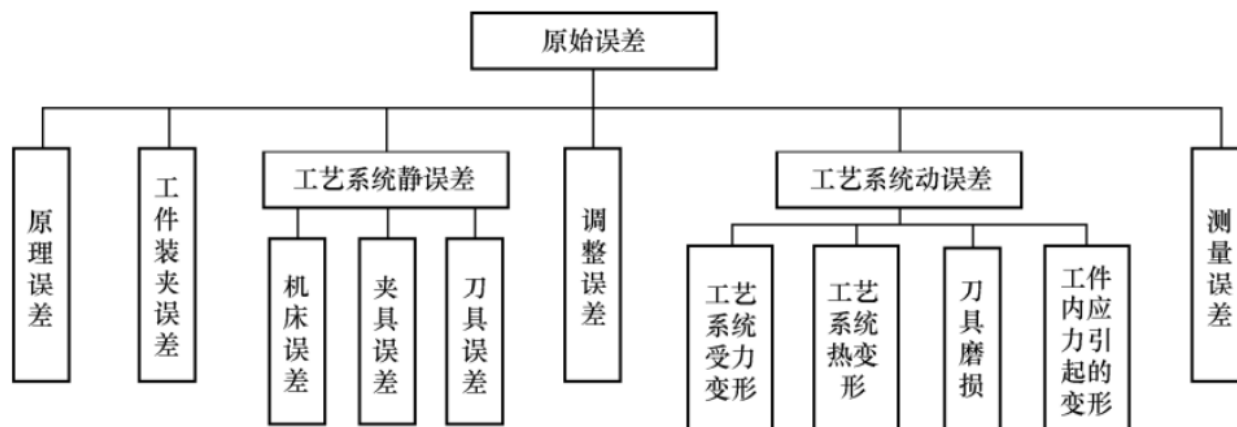 原始误差
原理误差
工件装夹误差
工艺系统静误差
机床误差
夹具误差
刀具误差
调整误差
工艺系统动误差
工艺
系统
受力
变形
工艺
系统
热变
形
刀具磨损
工件
内应
力引
起的
变形
测量误差